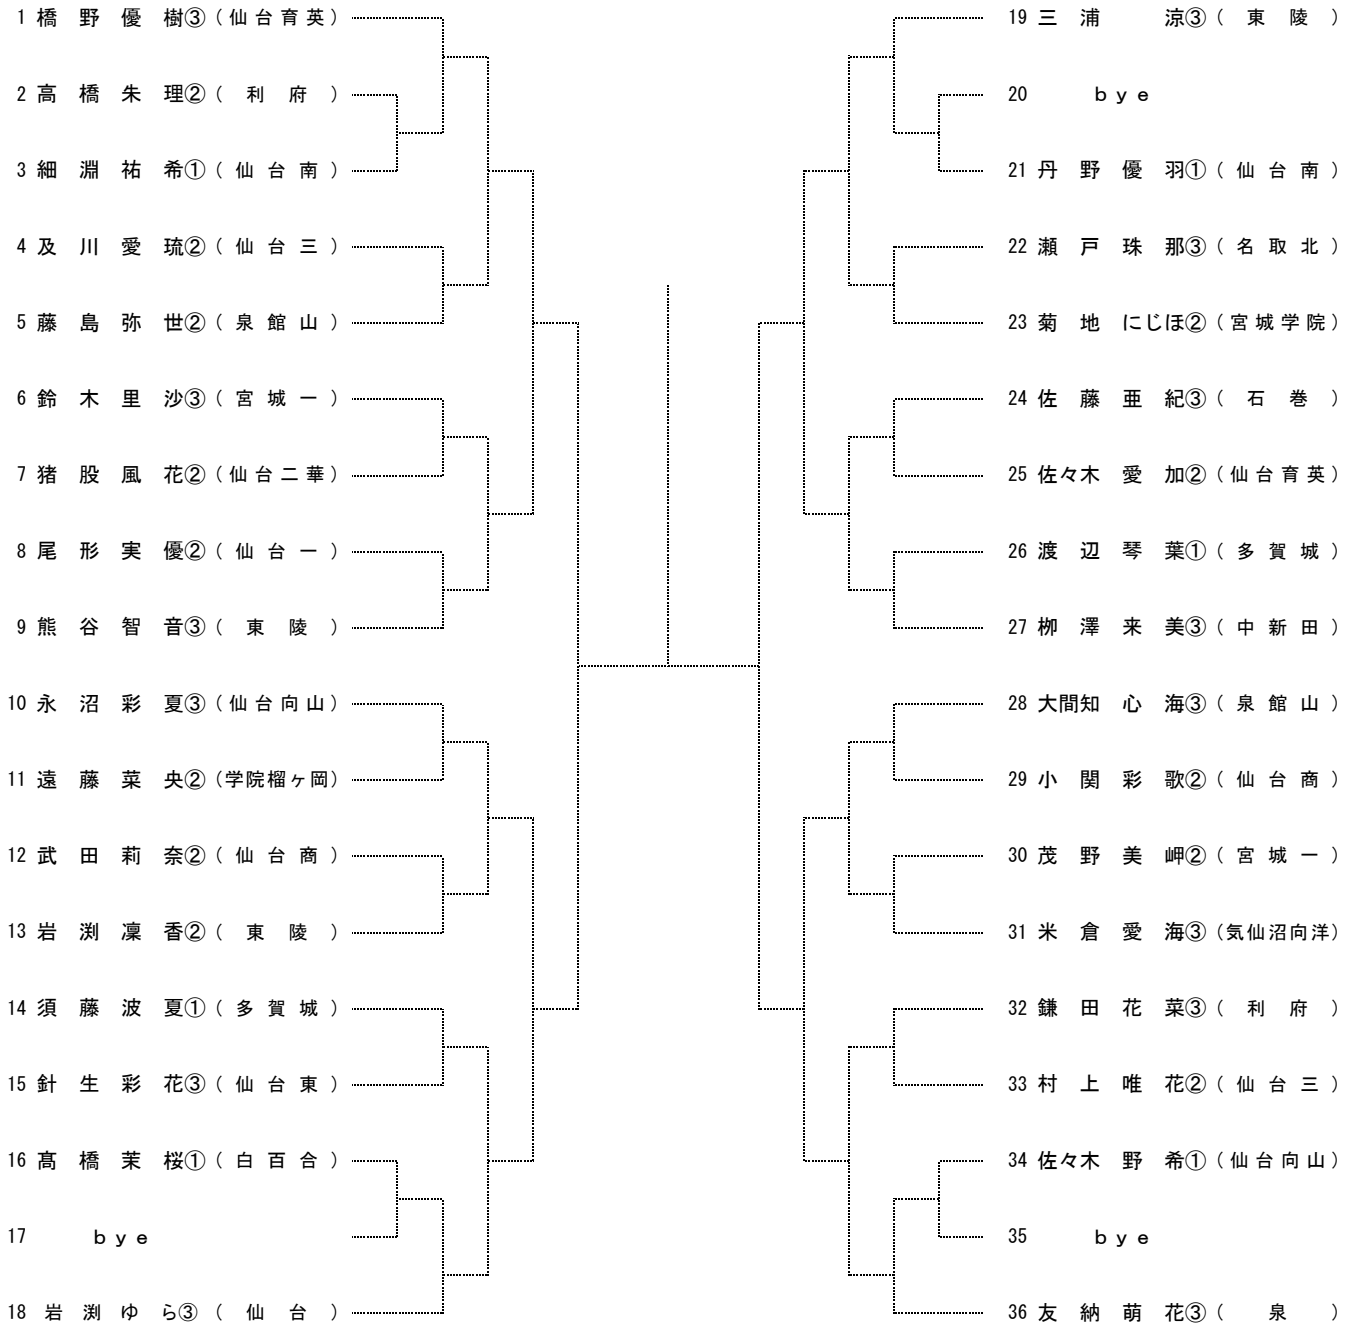 1 橋 野 優 樹③ (仙台育英)
2 高 橋 朱 理② ( 利 府 )
3 細 淵 祐 希① ( 仙 台 南 )
4 及 川 愛 琉② ( 仙 台 三 )
5 藤 島 弥 世② ( 泉 館 山 )
6 鈴 木 里 沙③ ( 宮 城 一 )
7 猪 股 風 花② (仙台二華)
8 尾 形 実 優② ( 仙 台 一 )
9 熊 谷 智 音③ ( 東 陵 )
10 永 沼 彩 夏③ (仙台向山)
11 遠 藤 菜 央② (学院榴ヶ岡)
12 武 田 莉 奈② ( 仙 台 商 )
13 岩 渕 凜 香② ( 東 陵 )
14 須 藤 波 夏① ( 多 賀 城 )
15 針 生 彩 花③ ( 仙 台 東 )
16 髙 橋 茉 桜① ( 白 百 合 )
17 ｂｙｅ
18 岩 渕 ゆ ら③ ( 仙 台 )
19 三 浦 涼③ ( 東 陵 )
20 ｂｙｅ
21 丹 野 優 羽① ( 仙 台 南 )
22 瀬 戸 珠 那③ ( 名 取 北 )
23 菊 地 にじほ② (宮城学院)
24 佐 藤 亜 紀③ ( 石 巻 )
25 佐々木 愛 加② (仙台育英)
26 渡 辺 琴 葉① ( 多 賀 城 )
27 栁 澤 来 美③ ( 中 新 田 )
28 大間知 心 海③ ( 泉 館 山 )
29 小 関 彩 歌② ( 仙 台 商 )
30 茂 野 美 岬② ( 宮 城 一 )
31 米 倉 愛 海③ (気仙沼向洋)
32 鎌 田 花 菜③ ( 利 府 )
33 村 上 唯 花② ( 仙 台 三 )
34 佐々木 野 希① (仙台向山)
35 ｂｙｅ
36 友 納 萌 花③ ( 泉 )